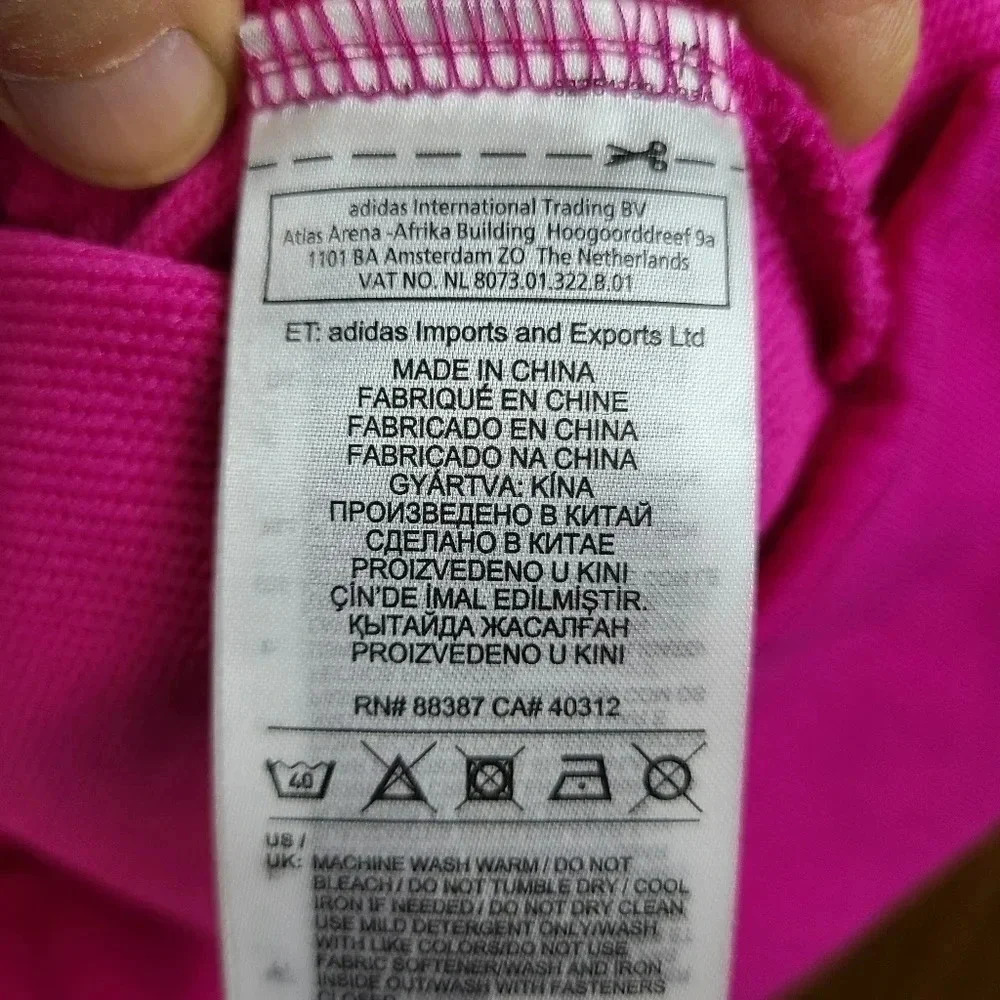 adidas International Trading BV
Atlas Arena -Afrika Building Hoogoorddreef 9a
1101 BA Amsterdam ZO The Netherlands
VAT NO. NL 8073.01.322.B.01
ET: adidas Imports and Exports Ltd
MADE IN CHINA
FABRIQUÉ EN CHINE
FABRICADO EN CHINA
FABRICADO NA CHINA
GYÁRTVA: KÍNA
ПРОИЗВЕДЕНО В КИТАЙ
СДЕЛАНО В КИТАЕ
PROIZVEDENO U KINI
ÇİN'DE İMAL EDİLMİŞTİR.
ҚЫТАЙДА ЖАСАЛҒАН
PROIZVEDENO U KINI
RN# 88387 CA# 40312
40
US /
UK: MACHINE WASH WARM / DO NOT
BLEACH / DO NOT TUMBLE DRY / COOL
IRON IF NEEDED / DO NOT DRY CLEAN
USE MILD DETERGENT ONLY/WASH
WITH LIKE COLORS/DO NOT USE
FABRIC SOFTENER/WASH AND IRON
INSIDE OUT/WASH WITH FASTENERS
CLOSED